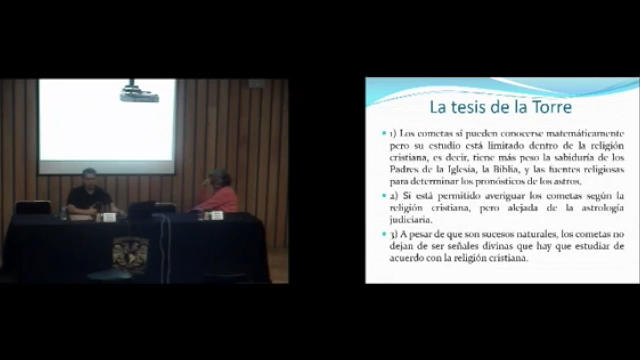 La tesis de la Torre
1) Los cometas sí pueden conocerse matemáticamente
pero su estudio está limitado dentro de la religión
cristiana, es decir, tiene más peso la sabiduría de los
Padres de la Iglesia, la Biblia, y las fuentes religiosas
para determinar los pronósticos de los astros.
2) Si está permitido averiguar los cometas según la
religión cristiana, pero alejada de la astrología
judiciaria.
3) A pesar de que son sucesos naturales, los cometas no
dejan de ser señales divinas que hay que estudiar de
acuerdo con la religión cristiana.